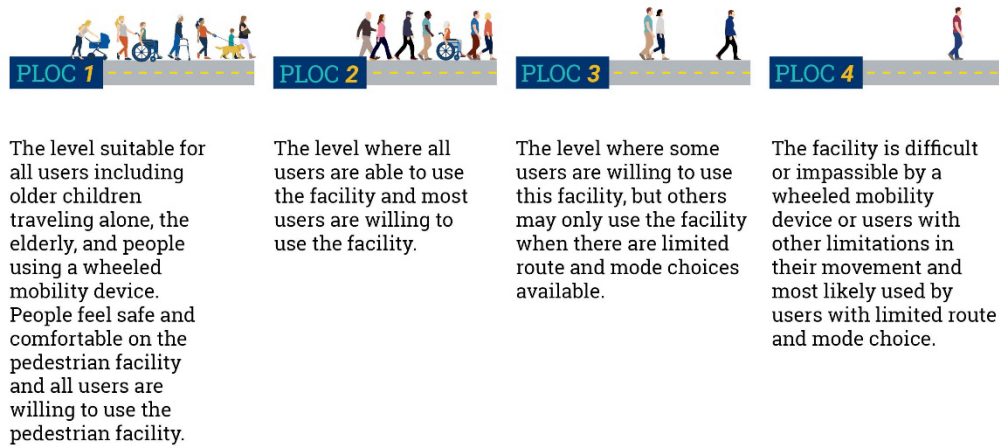 PLOC 1
The level suitable for
all users including
older children
traveling alone, the
elderly, and people
using a wheeled
mobility device.
People feel safe and
comfortable on the
pedestrian facility
and all users are
willing to use the
pedestrian facility.
PLOC 2
The level where all
users are able to use
the facility and most
users are willing to
use the facility.
PLOC 3
The level where some
users are willing to use
this facility, but others
may only use the facility
when there are limited
route and mode choices
available.
PLOC 4
The facility is difficult
or impassible by a
wheeled mobility
device or users with
other limitations in
their movement and
most likely used by
users with limited route
and mode choice.